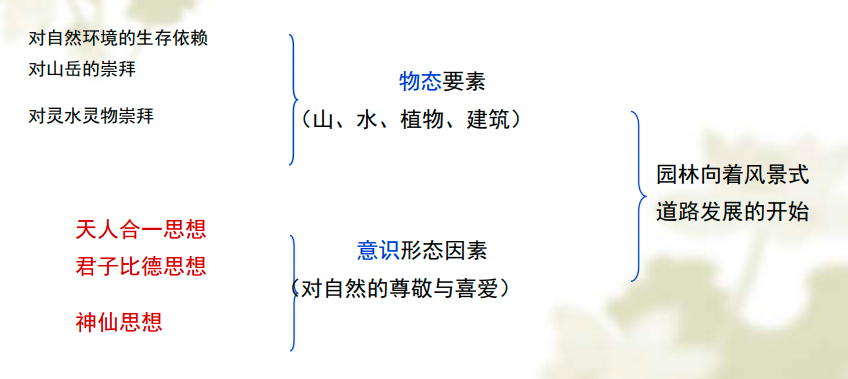 对自然环境的生存依赖
对山岳的崇拜
对灵水灵物崇拜
物态要素
（山、水、植物、建筑）
天人合一思想
君子比德思想
神仙思想
意识形态因素
（对自然的尊敬与喜爱）
园林向着风景式
道路发展的开始